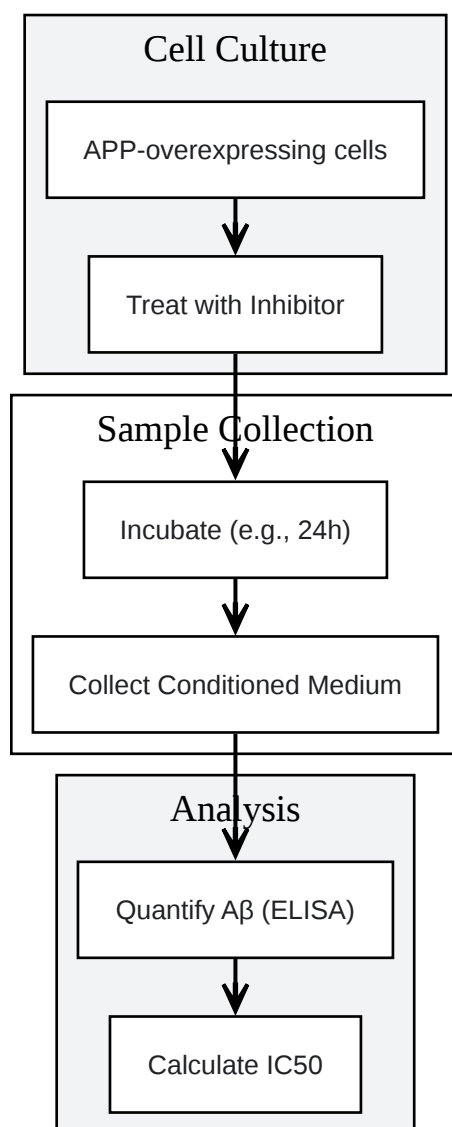 Cell Culture
APP-overexpressing cells
Treat with Inhibitor
Sample Collection
Incubate (e.g., 24h)
Collect Conditioned Medium
Analysis
Quantify Aβ (ELISA)
Calculate IC50